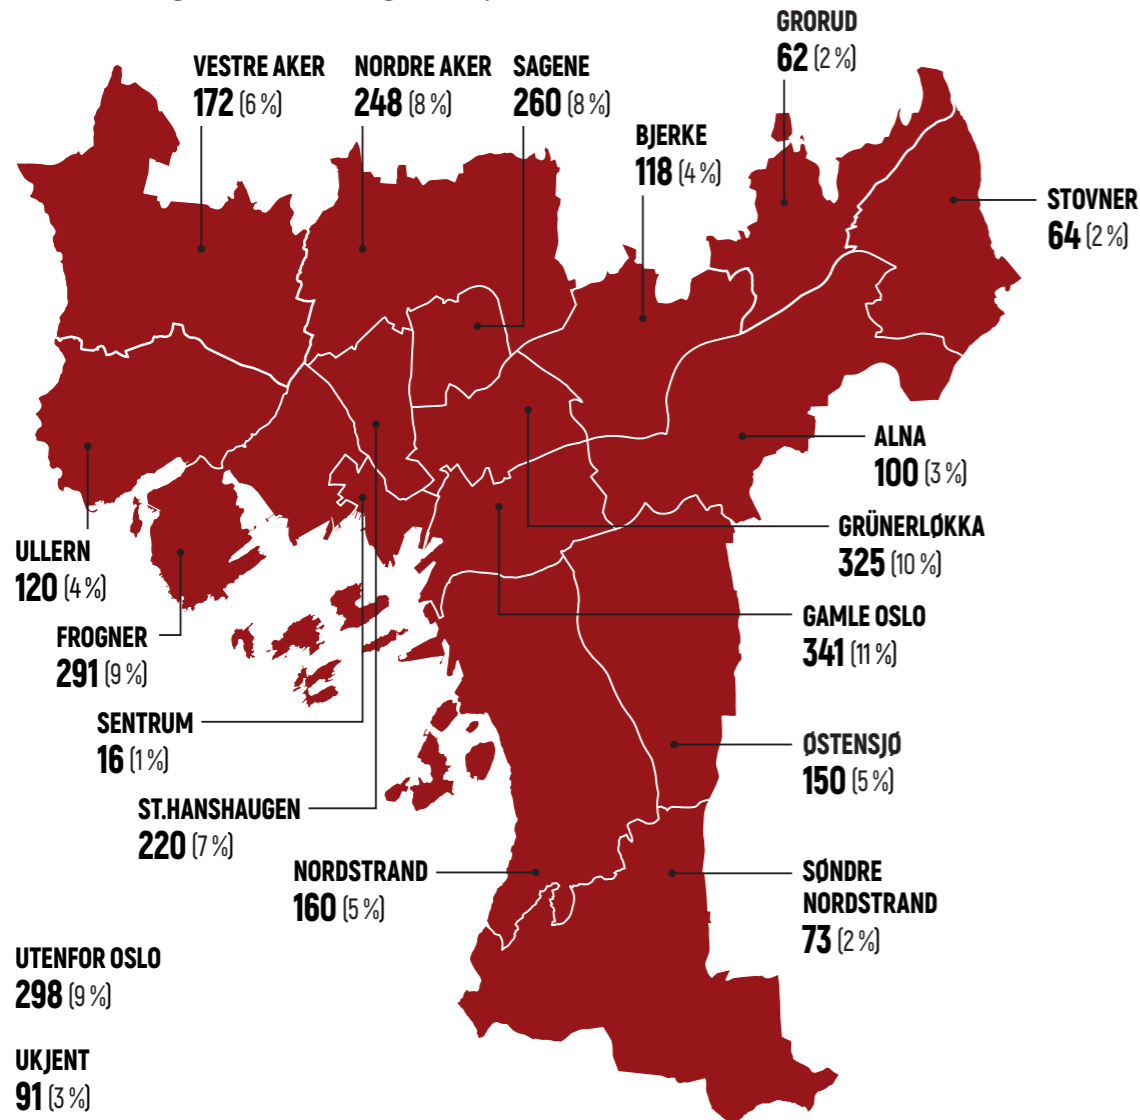 GRORUD
62 (2 %)
VESTRE AKER
172 (6 %)
NORDRE AKER
248 (8 %)
SAGENE
260 (8 %)
BJERKE
118 (4 %)
STOVNER
64 (2 %)
ALNA
100 (3 %)
GRÜNERLØKKA
325 (10 %)
ULLERN
120 (4 %)
GAMLE OSLO
341 (11 %)
FROGNER
291 (9 %)
SENTRUM
16 (1 %)
ØSTENSJØ
150 (5 %)
ST.HANSHAUGEN
220 (7 %)
NORDSTRAND
160 (5 %)
SØNDRE
NORDSTRAND
73 (2 %)
UTENFOR OSLO
298 (9 %)
UKJENT
91 (3 %)